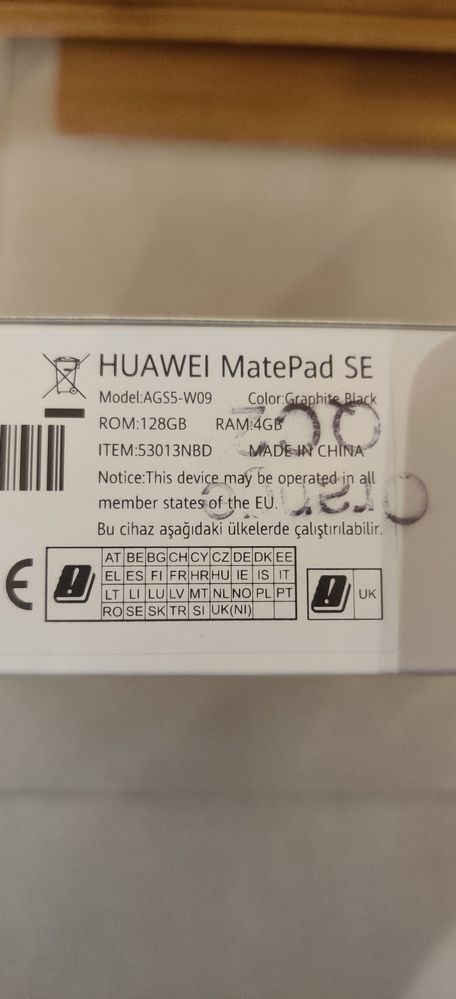 HUAWEI MatePad SE
Model:AGS5-W09 Color:Graphite Black
ROM:128GB RAM:4GB
ITEM:53013NBD MADE IN CHINA
Notice:This device may be operated in all
member states of the EU.
Bu cihaz aşağıdaki ülkelerde çalıştırılabilir.
CE
AT BE BG CH CY CZ DE DK EE
EL ES FI FR HR HU IE IS IT
LT LI LU LV MT NL NO PL PT
RO SE SK TR SI UK(NI)
UK